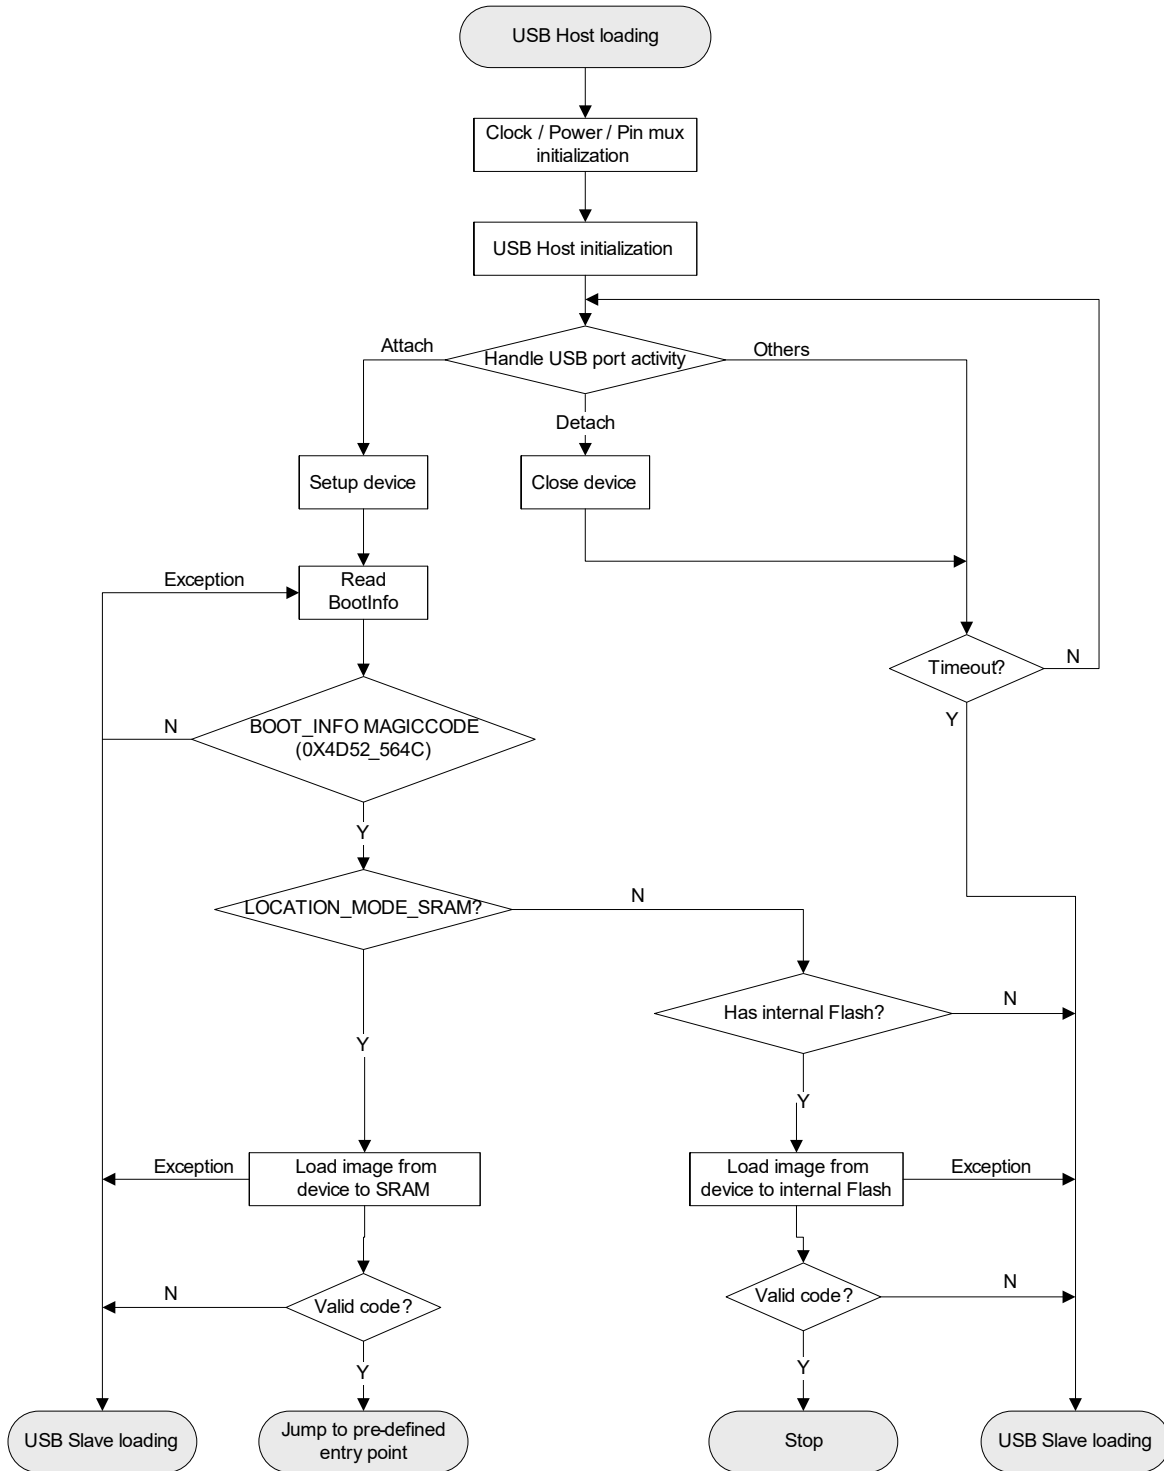 USB Host loading
Clock / Power / Pin mux
initialization
USB Host initialization
Handle USB port activity
Attach
Others
Detach
Setup device
Close device
Exception
Read
BootInfo
Timeout?
N
Y
N
BOOT_INFO MAGICCODE
(0X4D52_564C)
Y
LOCATION_MODE_SRAM?
N
Has internal Flash?
N
Y
Y
Exception
Load image from
device to SRAM
Load image from
device to internal Flash
Exception
N
Valid code?
Valid code?
N
Y
Y
USB Slave loading
Jump to pre-defined
entry point
Stop
USB Slave loading